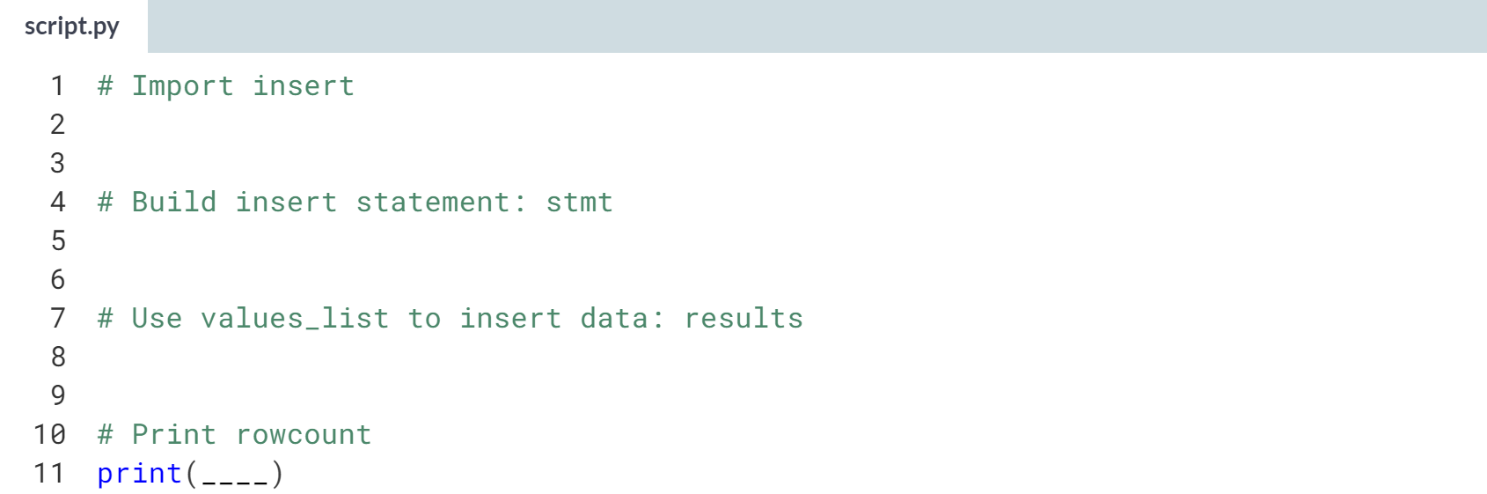 script.py
1 # Import insert
2
3
4 # Build insert statement: stmt
5
6
7 # Use values_list to insert data: results
8
9
10 # Print rowcount
11 print(____)